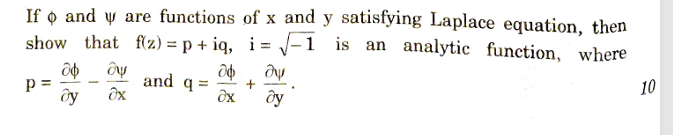 If φ and ψ are functions of x and y satisfying Laplace equation, then
show that f(z) = p + iq, i = √−1 is an analytic function, where
p = ∂φ/∂y − ∂ψ/∂x and q = ∂φ/∂x + ∂ψ/∂y . 10